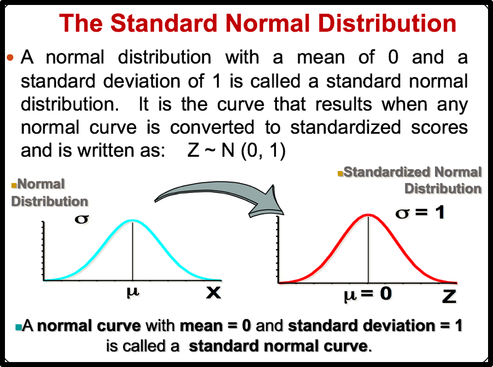 The Standard Normal Distribution
• A normal distribution with a mean of 0 and a
standard deviation of 1 is called a standard normal
distribution. It is the curve that results when any
normal curve is converted to standardized scores
and is written as: Z ~ N (0, 1)
Normal
Distribution
σ
μ
X
Standardized Normal
Distribution
σ = 1
μ = 0
Z
A normal curve with mean = 0 and standard deviation = 1
is called a standard normal curve.